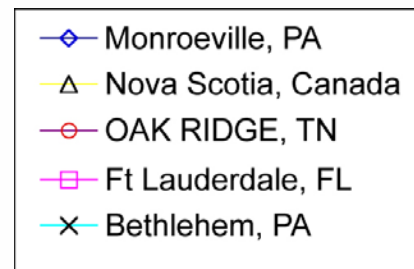 Monroeville, PA
Nova Scotia, Canada
OAK RIDGE, TN
Ft Lauderdale, FL
Bethlehem, PA